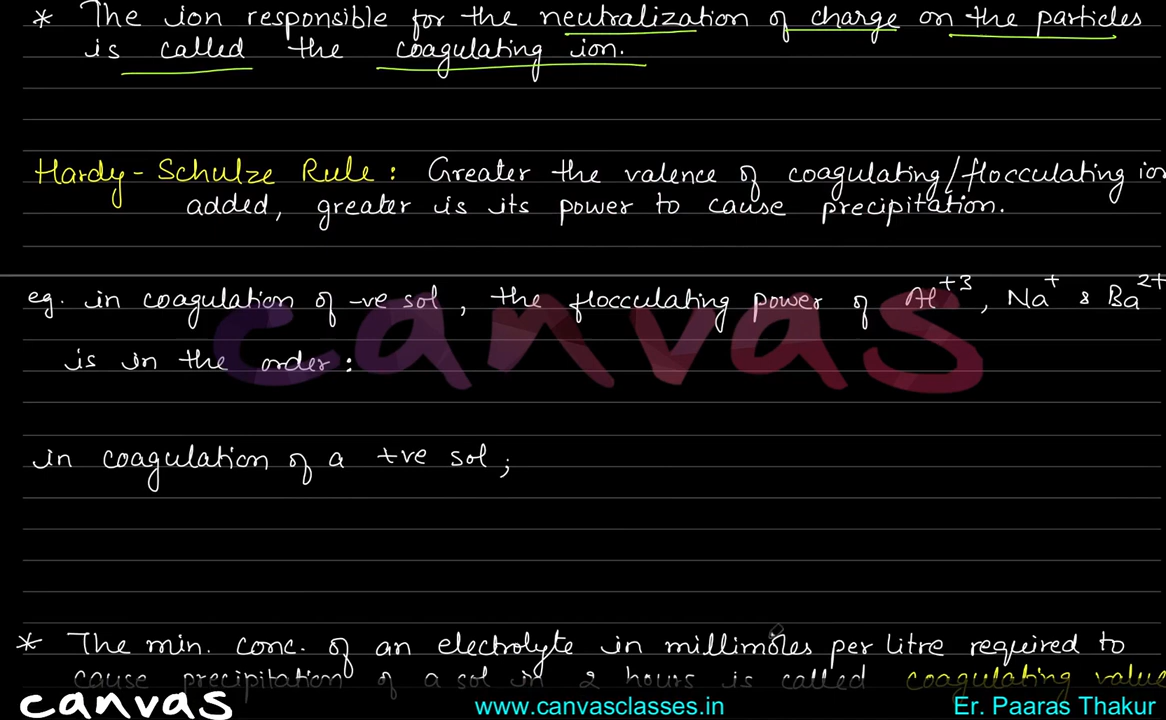 * The ion responsible for the neutralization of charge on the particles
is called the coagulating ion.
Hardy-Schulze Rule: Greater the valence of coagulating/flocculating ion
added, greater is its power to cause precipitation.
eg. in coagulation of -ve sol, the flocculating power of Al+3, Na+ & Ba2+
is in the order:
canvas
in coagulation of a +ve sol;
* The min. conc. of an electrolyte in millimoles per litre required to
cause precipitation of a sol in 2 hours is called coagulating value
canvas
www.canvasclasses.in
Er. Paaras Thakur